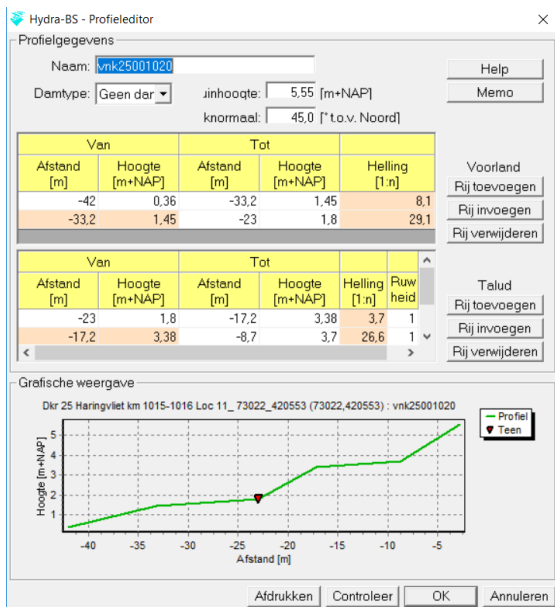 Hydra-BS - Profieleditor
Profielgegevens
Naam: vnk25001020
Help
Damtype: Geen dar
uinhoogte: 5,55 [m+NAP]
Memo
knormaal: 45,0 [° t.o.v. Noord]
Van Tot
Afstand [m] Hoogte [m+NAP] Afstand [m] Hoogte [m+NAP] Helling [1:n]
-42 0,36 -33,2 1,45 8,1
-33,2 1,45 -23 1,8 29,1
Voorland
Rij toevoegen
Rij invoegen
Rij verwijderen
Van Tot
Afstand [m] Hoogte [m+NAP] Afstand [m] Hoogte [m+NAP] Helling [1:n] Ruw heid
-23 1,8 -17,2 3,38 3,7 1
-17,2 3,38 -8,7 3,7 26,6 1
Talud
Rij toevoegen
Rij invoegen
Rij verwijderen
Grafische weergave
Dkr 25 Haringvliet km 1015-1016 Loc 11_ 73022_420553 (73022,420553) : vnk25001020
Profiel
Teen
Hoogte [m+NAP]
5
4
3
2
1
-40 -35 -30 -25 -20 -15 -10 -5
Afstand [m]
Afdrukken Controleer OK Annuleren